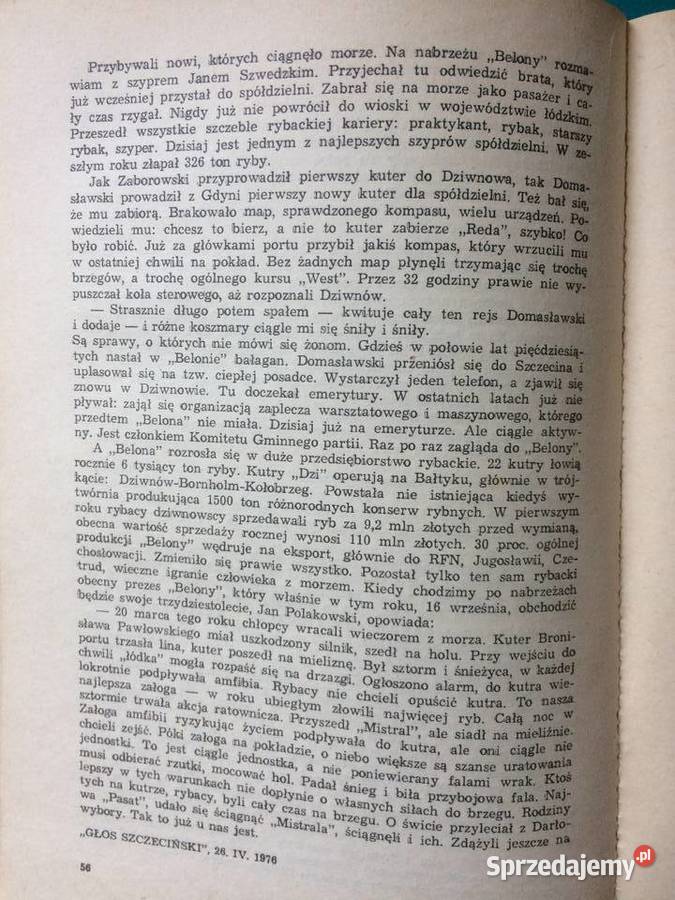 Przybywali nowi, których ciągnęło morze. Na nabrzeżu „Belony" rozma-
wiam z szyprem Janem Szwedzkim. Przyjechał tu odwiedzić brata, który
już wcześniej przystał do spółdzielni. Zabrał się na morze jako pasażer i ca-
ły czas rzygał. Nigdy już nie powrócił do wioski w województwie łódzkim.
Przeszedł wszystkie szczeble rybackiej kariery: praktykant, rybak, starszy
rybak, szyper. Dzisiaj jest jednym z najlepszych szyprów spółdzielni. W ze-
szłym roku złapał 326 ton ryby.
Jak Zaborowski przyprowadził pierwszy kuter do Dziwnowa, tak Doma-
sławski prowadził z Gdyni pierwszy nowy kuter dla spółdzielni. Też bał się,
że mu zabiorą. Brakowało map, sprawdzonego kompasu, wielu urządzeń. Po-
wiedzieli mu: chcesz to bierz, a nie to kuter zabierze „Reda", szybko! Co
było robić. Już za główkami portu przybił jakiś kompas, który wrzucili mu
w ostatniej chwili na pokład. Bez żadnych map płynęli trzymając się trochę
brzegów, a trochę ogólnego kursu „West". Przez 32 godziny prawie nie wy-
puszczał koła sterowego, aż rozpoznali Dziwnów.
— Strasznie długo potem spałem — kwituje cały ten rejs Domasławski
i dodaje — i różne koszmary ciągle mi się śniły i śniły.
Są sprawy, o których nie mówi się żonom. Gdzieś w połowie lat pięćdziesią-
tych nastał w „Belonie" bałagan. Domasławski przeniósł się do Szczecina i
uplasował się na tzw. ciepłej posadce. Wystarczył jeden telefon, a zjawił się
znowu w Dziwnowie. Tu doczekał emerytury. W ostatnich latach już nie
pływał: zajął się organizacją zaplecza warsztatowego i maszynowego, którego
przedtem „Belona" nie miała. Dzisiaj już na emeryturze. Ale ciągle aktyw-
ny. Jest członkiem Komitetu Gminnego partii. Raz po raz zagląda do „Belony".
A „Belona" rozrosła się w duże przedsiębiorstwo rybackie. 22 kutry łowią
rocznie 6 tysięcy ton ryby. Kutry „Dzi" operują na Bałtyku, głównie w trój-
kącie: Dziwnów-Bornholm-Kołobrzeg. Powstała nie istniejąca kiedyś wy-
twórnia produkująca 1500 ton różnorodnych konserw rybnych. W pierwszym
roku rybacy dziwnowscy sprzedawali ryb za 9,2 mln złotych przed wymianą,
obecna wartość sprzedaży rocznej wynosi 110 mln złotych. 30 proc. ogólnej
produkcji „Belony" wędruje na eksport, głównie do RFN, Jugosławii, Cze-
chosłowacji. Zmieniło się prawie wszystko. Pozostał tylko ten sam rybacki
trud, wieczne igranie człowieka z morzem. Kiedy chodzimy po nabrzeżach
obecny prezes „Belony", który właśnie w tym roku, 16 września, obchodzić
będzie swoje trzydziestolecie, Jan Polakowski, opowiada:
— 20 marca tego roku chłopcy wracali wieczorem z morza. Kuter Broni-
sława Pawłowskiego miał uszkodzony silnik, szedł na holu. Przy wejściu do
portu trzasła lina, kuter poszedł na mieliznę. Był sztorm i śnieżyca, w każdej
chwili „łódka" mogła rozpaść się na drzazgi. Ogłoszono alarm, do kutra wie-
lokrotnie podpływała amfibia. Rybacy nie chcieli opuścić kutra. To nasza
najlepsza załoga — w roku ubiegłym złowili najwięcej ryb. Całą noc w
sztormie trwała akcja ratownicza. Przyszedł „Mistral", ale siadł na mieliźnie.
Załoga amfibii ryzykując życiem podpływała do kutra, ale oni ciągle nie
chcieli zejść. Póki załoga na pokładzie, o niebo większe są szanse uratowania
jednostki. To jest ciągle jednostka, a nie poniewierany falami wrak. Ktoś
musi odbierać rzutki, mocować hol. Padał śnieg i biła przybojowa fala. Naj-
lepszy w tych warunkach nie dopłynie o własnych siłach do brzegu. Rodziny
tych na kutrze, rybacy, byli cały czas na brzegu. O świcie przyleciał z Darło-
wa „Pasat", udało się ściągnąć „Mistrala", ściągnęli i ich. Zdążyli jeszcze na
wybory. Tak to już u nas jest.
„GŁOS SZCZECIŃSKI", 26. IV. 1976
56
Sprzedajemy.pl